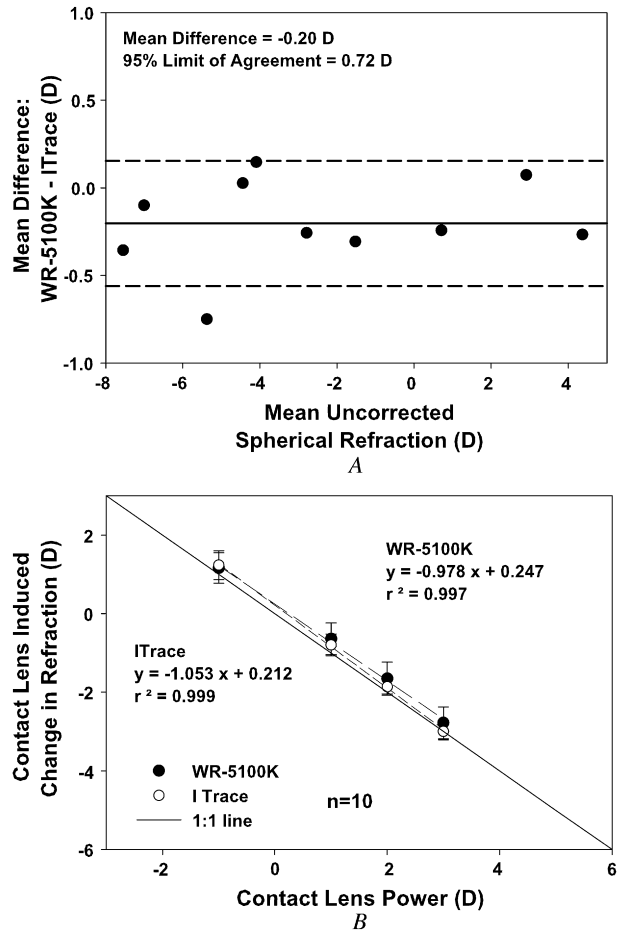 Mean Difference = -0.20 D
95% Limit of Agreement = 0.72 D
Mean Difference:
WR-5100K - ITrace (D)
1.0
0.5
0.0
-0.5
-1.0
-8
-6
-4
-2
0
2
4
Mean Uncorrected
Spherical Refraction (D)
A
Contact Lens Induced
Change in Refraction (D)
2
0
-2
-4
-6
WR-5100K
y = -0.978 x + 0.247
r ² = 0.997
ITrace
y = -1.053 x + 0.212
r ² = 0.999
WR-5100K
I Trace
1:1 line
n=10
-2
0
2
4
6
Contact Lens Power (D)
B